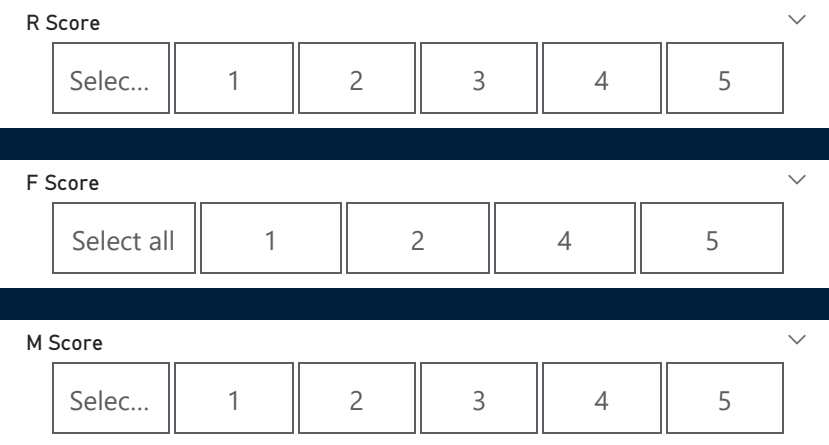 R Score
Selec... 1 2 3 4 5
F Score
Select all 1 2 4 5
M Score
Selec... 1 2 3 4 5